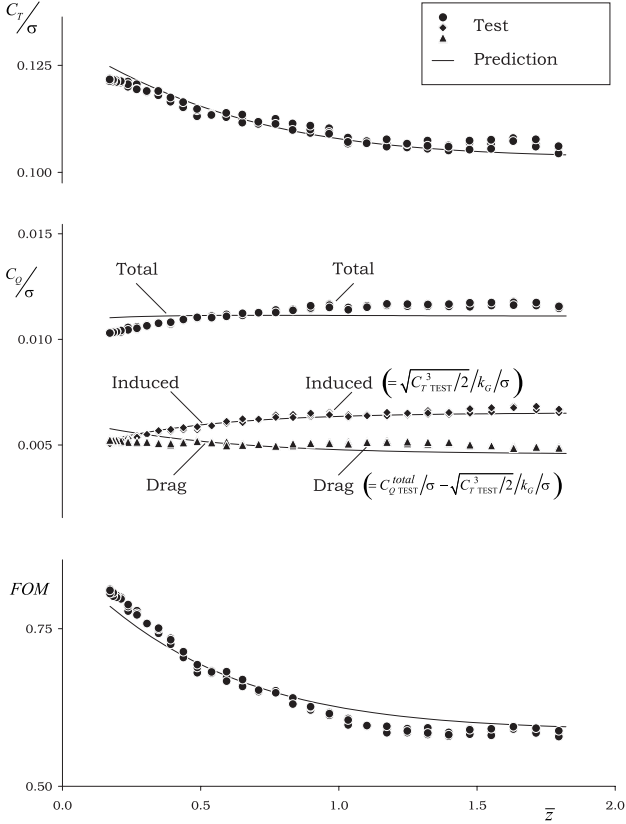 C_T/σ
Test
Prediction
0.125
0.100
0.015
C_Q/σ
Total Total
0.010
Induced Induced (= √(C_T TEST^3/2)/k_G/σ)
0.005
Drag Drag (= C_Q TEST^total/σ − √(C_T TEST^3/2)/k_G/σ)
FOM
0.75
0.50
0.0 0.5 1.0 1.5 2.0
z̅